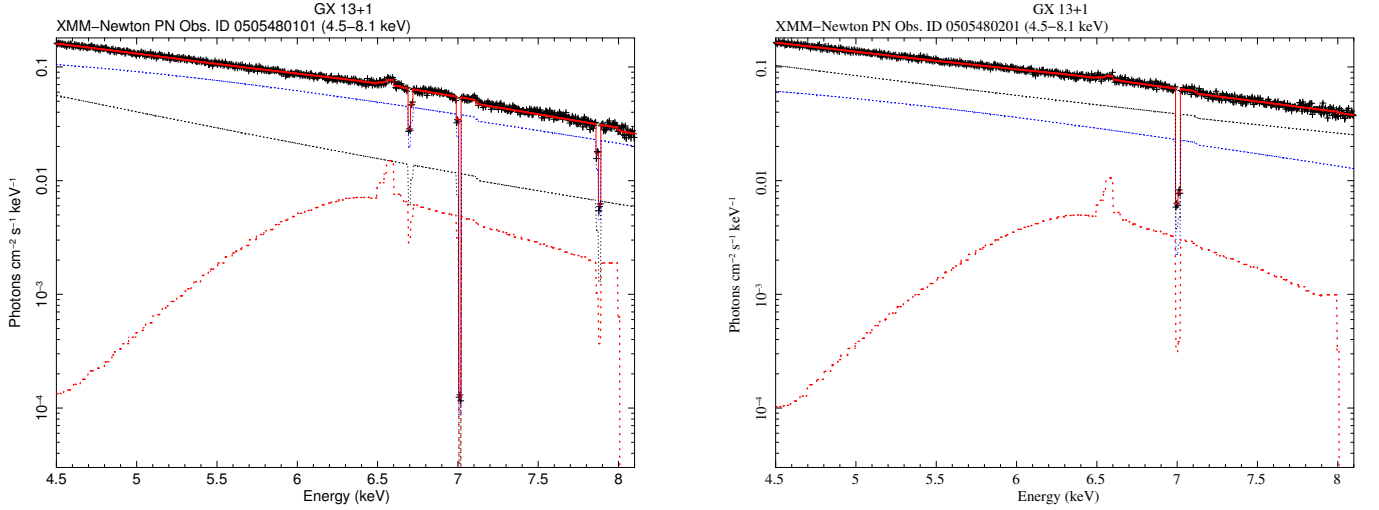 GX 13+1
XMM−Newton PN Obs. ID 0505480101 (4.5−8.1 keV)
Photons cm−2 s−1 keV−1
0.1
0.01
10−3
10−4
4.5 5 5.5 6 6.5 7 7.5 8
Energy (keV)
GX 13+1
XMM−Newton PN Obs. ID 0505480201 (4.5−8.1 keV)
Photons cm−2 s−1 keV−1
0.1
0.01
10−3
10−4
4.5 5 5.5 6 6.5 7 7.5 8
Energy (keV)